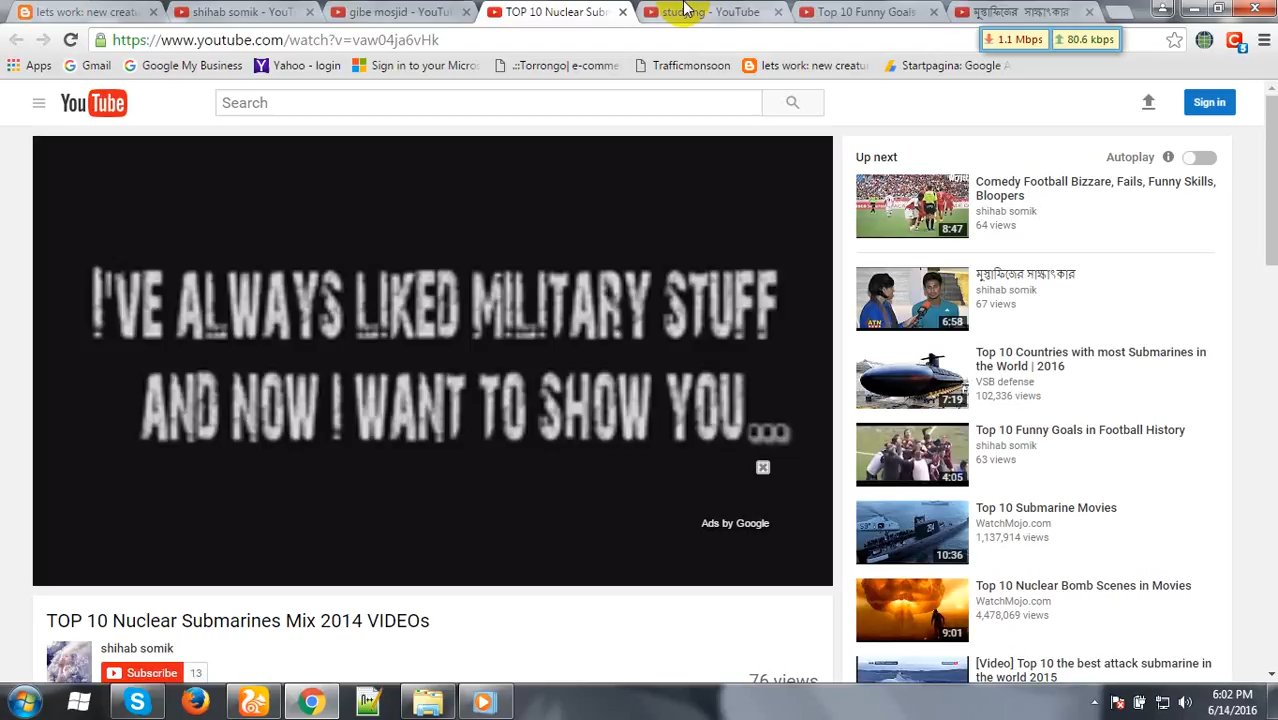 lets work: new creat
shihab somik - YouT
gibe mosjid - YouTu
TOP 10 Nuclear Subm
studying - YouTube
Top 10 Funny Goals
মুস্তাফিজের সাক্ষাৎকার
https://www.youtube.com/watch?v=yaw04ja6vHk
1.1 Mbps
80.6 kbps
5
Apps
Gmail
Google My Business
Yahoo - login
Sign in to your Micros
.::Torrongo| e-comme
Trafficmonsoon
lets work: new creatu
Startpagina: Google A
YouTube
Search
Sign in
I'VE ALWAYS LIKED MILITARY STUFF
AND NOW I WANT TO SHOW YOU...
Ads by Google
TOP 10 Nuclear Submarines Mix 2014 VIDEOs
shihab somik
Subscribe 13
76 views
Up next
Autoplay
Comedy Football Bizzare, Fails, Funny Skills,
Bloopers
shihab somik
64 views
8:47
মুস্তাফিজের সাক্ষাৎকার
shihab somik
67 views
ATN
6:58
Top 10 Countries with most Submarines in
the World | 2016
VSB defense
102,336 views
7:19
Top 10 Funny Goals in Football History
shihab somik
63 views
4:05
Top 10 Submarine Movies
WatchMojo.com
1,137,914 views
10:36
Top 10 Nuclear Bomb Scenes in Movies
WatchMojo.com
4,478,069 views
9:01
[Video] Top 10 the best attack submarine in
the world 2015
6:02 PM
6/14/2016